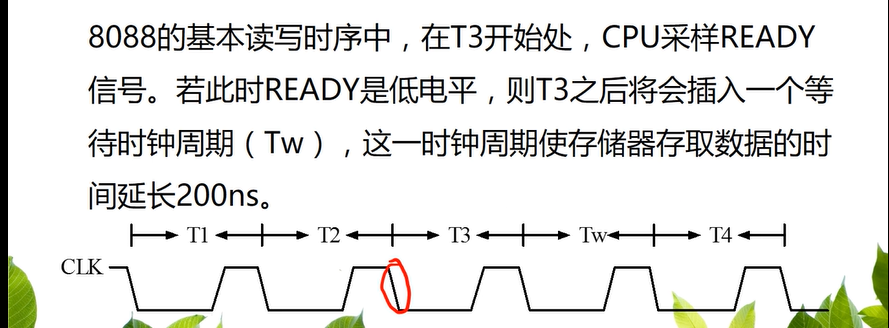 8088的基本读写时序中，在T3开始处，CPU采样READY
信号。若此时READY是低电平，则T3之后将会插入一个等
待时钟周期（Tw），这一时钟周期使存储器存取数据的时
间延长200ns。
T1 T2 T3 Tw T4
CLK